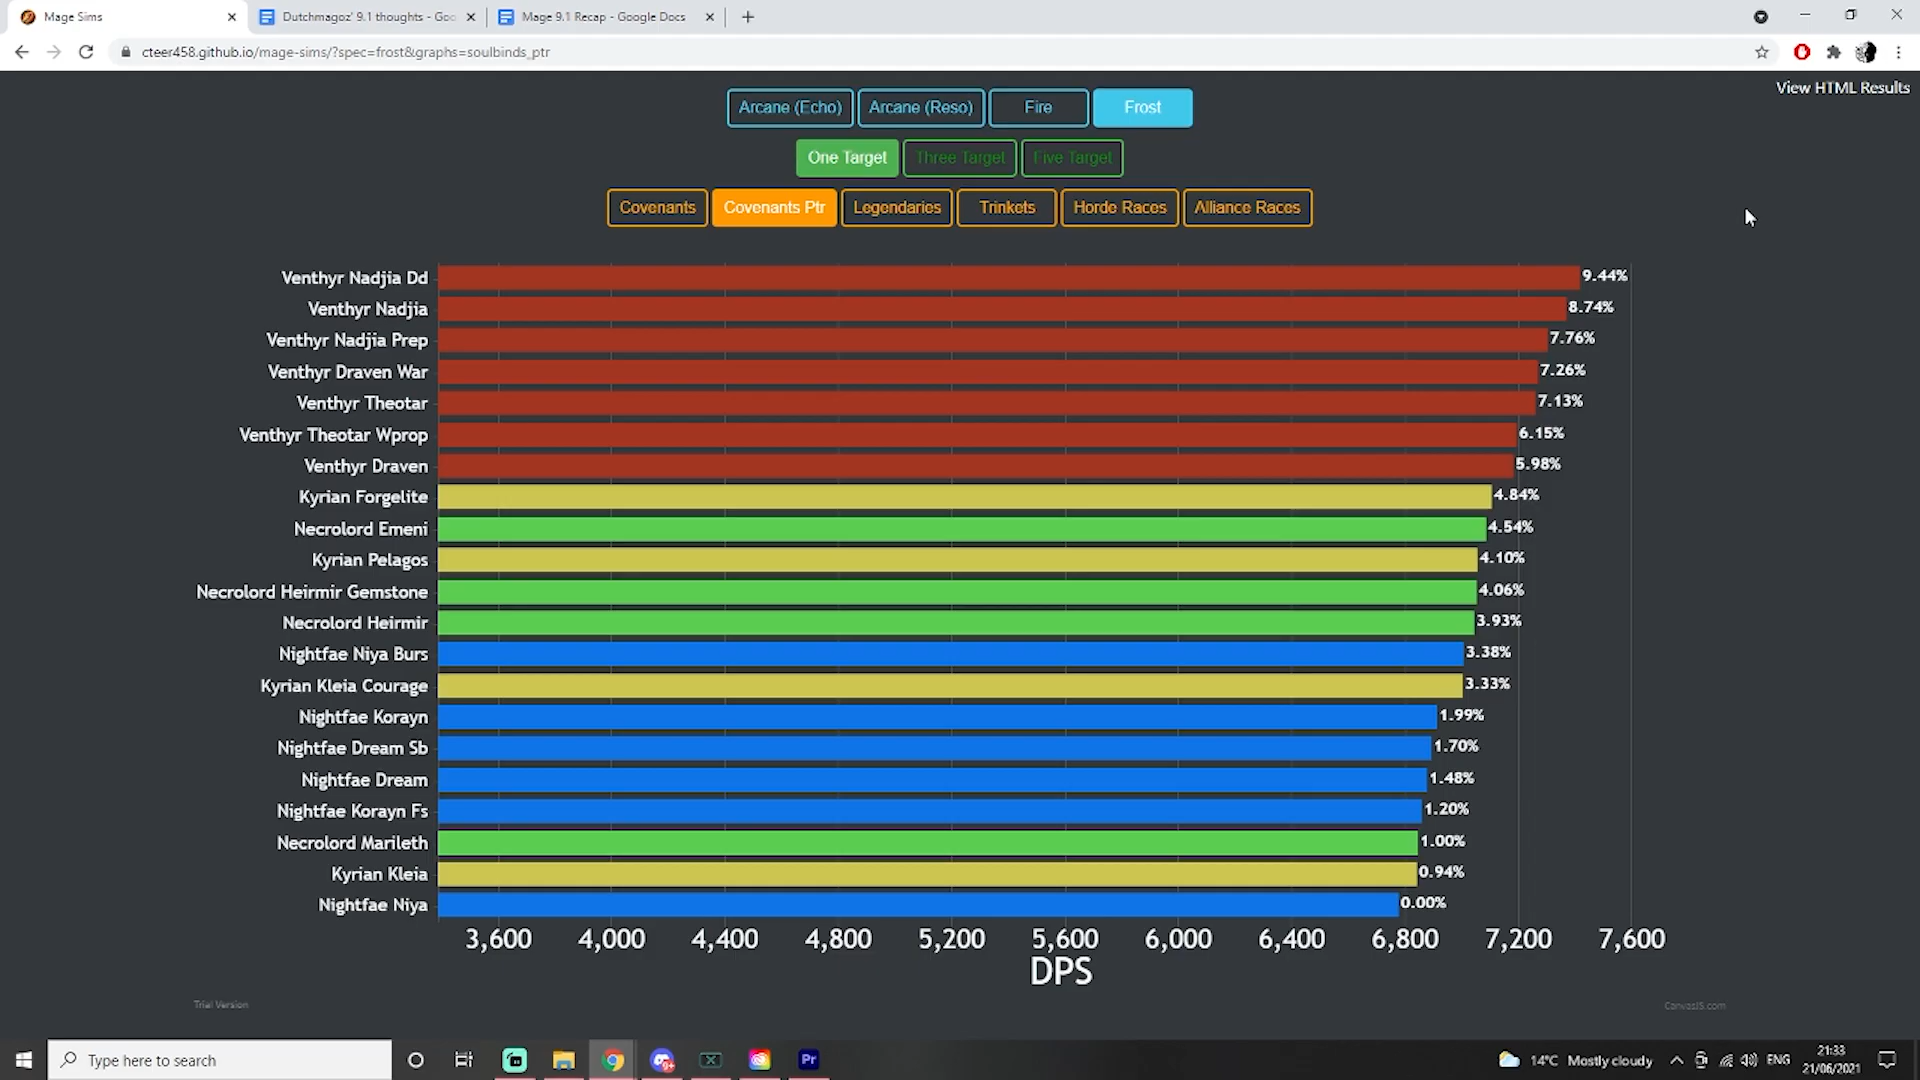 Mage Sims
Dutchmagoz' 9.1 thoughts - Goo
Mage 9.1 Recap - Google Docs
cteer458.github.io/mage-sims/?spec=frost&graphs=soulbinds_ptr
View HTML Results
Arcane (Echo) Arcane (Reso) Fire Frost
One Target Three Target Five Target
Covenants Covenants Ptr Legendaries Trinkets Horde Races Alliance Races
Venthyr Nadjia Dd 9.44%
Venthyr Nadjia 8.74%
Venthyr Nadjia Prep 7.76%
Venthyr Draven War 7.26%
Venthyr Theotar 7.13%
Venthyr Theotar Wprop 6.15%
Venthyr Draven 5.98%
Kyrian Forgelite 4.84%
Necrolord Emeni 4.54%
Kyrian Pelagos 4.10%
Necrolord Heirmir Gemstone 4.06%
Necrolord Heirmir 3.93%
Nightfae Niya Burs 3.38%
Kyrian Kleia Courage 3.33%
Nightfae Korayn 1.99%
Nightfae Dream Sb 1.70%
Nightfae Dream 1.48%
Nightfae Korayn Fs 1.20%
Necrolord Marileth 1.00%
Kyrian Kleia 0.94%
Nightfae Niya 0.00%
3,600 4,000 4,400 4,800 5,200 5,600 6,000 6,400 6,800 7,200 7,600
DPS
Trial Version
CanvasJS.com
Type here to search
Pr
14°C Mostly cloudy
ENG
21:33
21/06/2021